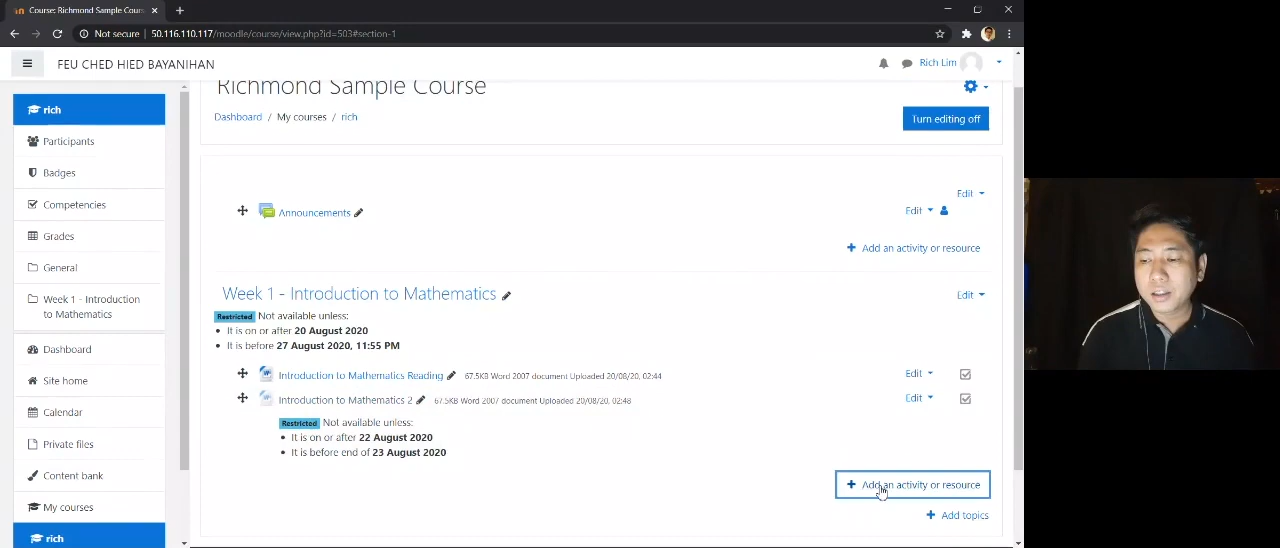 Course: Richmond Sample Cours
Not secure | 50.116.110.117/moodle/course/view.php?id=503#section-1
FEU CHED HIED BAYANIHAN
Rich Lim
rich
Participants
Badges
Competencies
Grades
General
Week 1 - Introduction
to Mathematics
Dashboard
Site home
Calendar
Private files
Content bank
My courses
rich
Richmond Sample Course
Dashboard / My courses / rich
Turn editing off
Edit
Announcements
Edit
+ Add an activity or resource
Week 1 - Introduction to Mathematics
Edit
Restricted Not available unless:
• It is on or after 20 August 2020
• It is before 27 August 2020, 11:55 PM
Introduction to Mathematics Reading 67.5KB Word 2007 document Uploaded 20/08/20, 02:44
Edit
Introduction to Mathematics 2 67.5KB Word 2007 document Uploaded 20/08/20, 02:48
Edit
Restricted Not available unless:
• It is on or after 22 August 2020
• It is before end of 23 August 2020
+ Add an activity or resource
+ Add topics